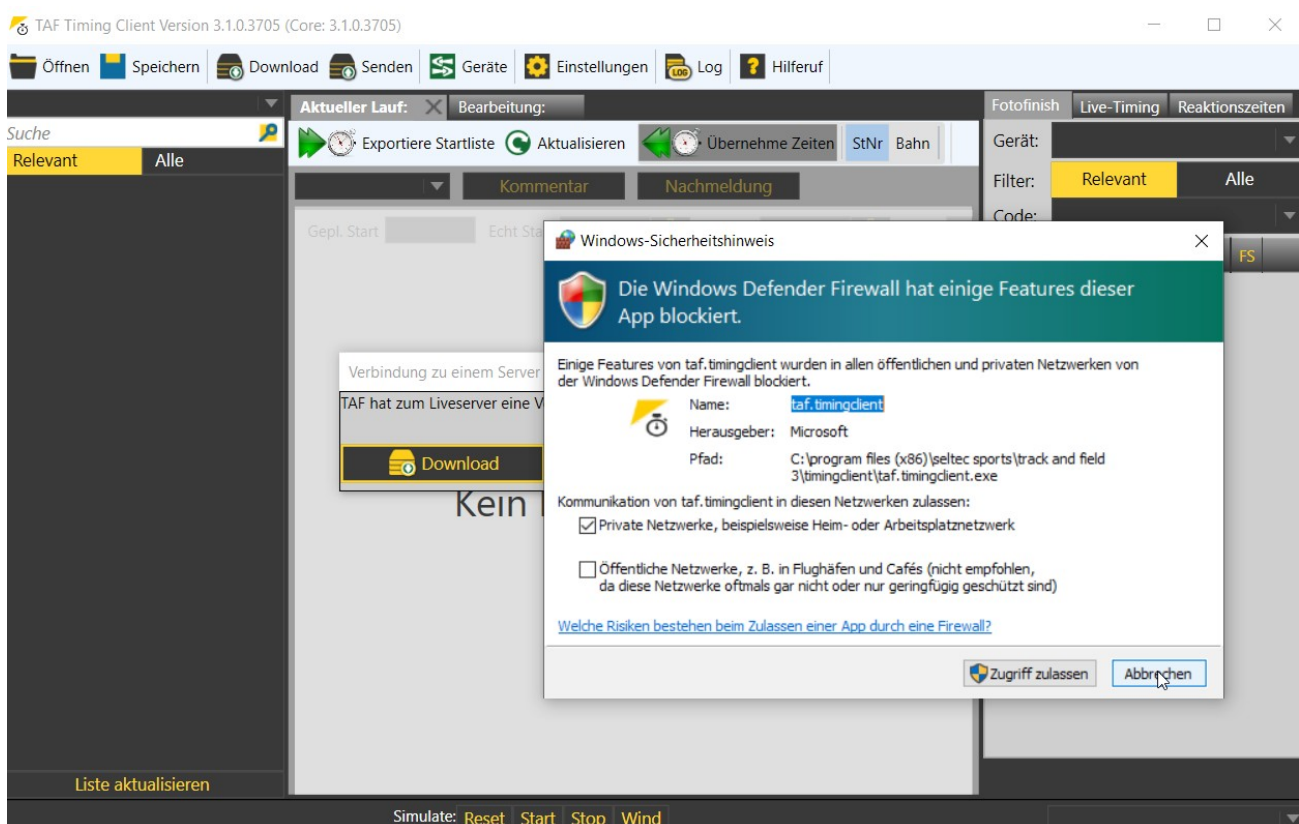 TAF Timing Client Version 3.1.0.3705 (Core: 3.1.0.3705)
Öffnen Speichern Download Senden Geräte Einstellungen LOG Log ? Hilferuf
Aktueller Lauf: Bearbeitung:
Fotofinish Live-Timing Reaktionszeiten
Suche
Exportiere Startliste Aktualisieren Übernehme Zeiten StNr Bahn
Gerät:
Relevant Alle
Kommentar Nachmeldung
Filter: Relevant Alle
Code:
Gepl. Start Echt Sta
FS
Windows-Sicherheitshinweis
Die Windows Defender Firewall hat einige Features dieser
App blockiert.
Einige Features von taf.timingclient wurden in allen öffentlichen und privaten Netzwerken von
der Windows Defender Firewall blockiert.
Name: taf.timingclient
Herausgeber: Microsoft
Pfad: C:\program files (x86)\seltec sports\track and field
3\timingclient\taf.timingclient.exe
Kommunikation von taf.timingclient in diesen Netzwerken zulassen:
Private Netzwerke, beispielsweise Heim- oder Arbeitsplatznetzwerk
Öffentliche Netzwerke, z. B. in Flughäfen und Cafés (nicht empfohlen,
da diese Netzwerke oftmals gar nicht oder nur geringfügig geschützt sind)
Welche Risiken bestehen beim Zulassen einer App durch eine Firewall?
Zugriff zulassen Abbrechen
Verbindung zu einem Server
TAF hat zum Liveserver eine V
Download
Kein
Liste aktualisieren
Simulate: Reset Start Stop Wind